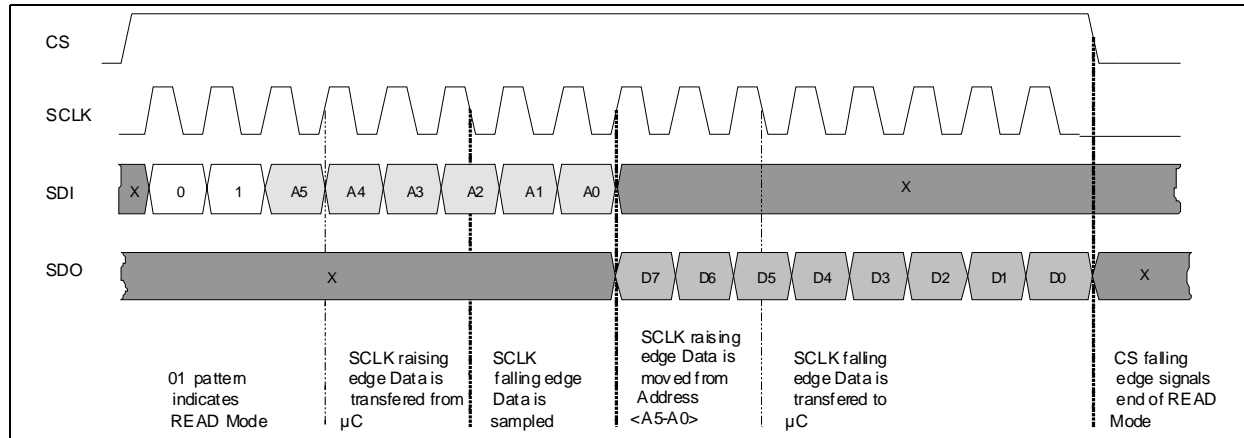 CS
SCLK
SDI
X 0 1 A5 A4 A3 A2 A1 A0 X
SDO
X D7 D6 D5 D4 D3 D2 D1 D0 X
01 pattern
indicates
READ Mode
SCLK raising
edge Data is
transfered from
µC
SCLK
falling edge
Data is
sampled
SCLK raising
edge Data is
moved from
Address
<A5-A0>
SCLK falling
edge Data is
transfered to
µC
CS falling
edge signals
end of READ
Mode